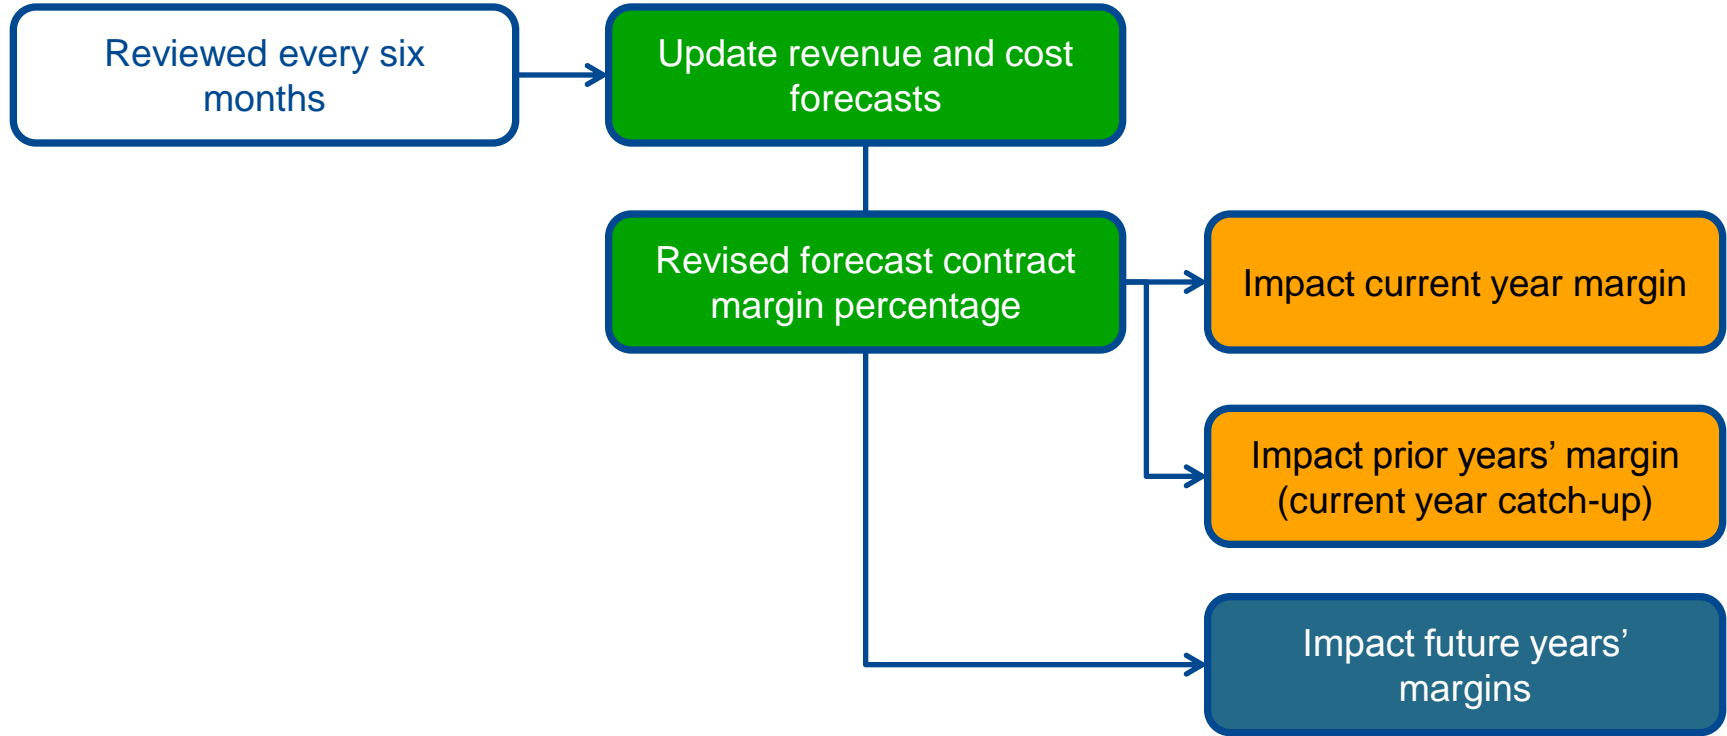 Reviewed every six
months
Update revenue and cost
forecasts
Revised forecast contract
margin percentage
Impact current year margin
Impact prior years’ margin
(current year catch-up)
Impact future years’
margins